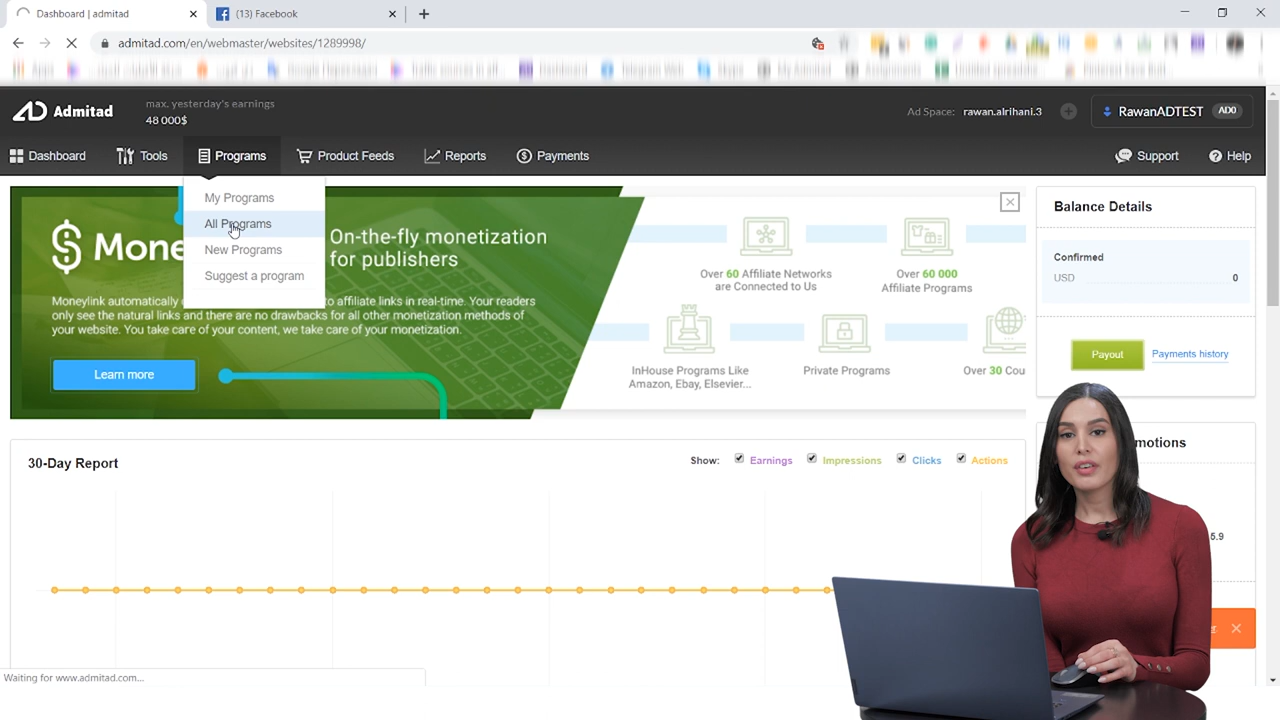 Dashboard | admitad
(13) Facebook
admitad.com/en/webmaster/websites/1289998/
Admitad
max. yesterday's earnings
48 000$
Ad Space: rawan.alrihani.3
RawanADTEST AD0
Dashboard
Tools
Programs
Product Feeds
Reports
Payments
Support
Help
My Programs
All Programs
New Programs
Suggest a program
$ Mone
On-the-fly monetization
for publishers
Moneylink automatically to affiliate links in real-time. Your readers
only see the natural links and there are no drawbacks for all other monetization methods of
your website. You take care of your content, we take care of your monetization.
Learn more
Over 60 Affiliate Networks
are Connected to Us
Over 60 000
Affiliate Programs
InHouse Programs Like
Amazon, Ebay, Elsevier...
Private Programs
Over 30 Cou
Balance Details
Confirmed
USD 0
Payout
Payments history
motions
5.9
30-Day Report
Show: Earnings Impressions Clicks Actions
Waiting for www.admitad.com...